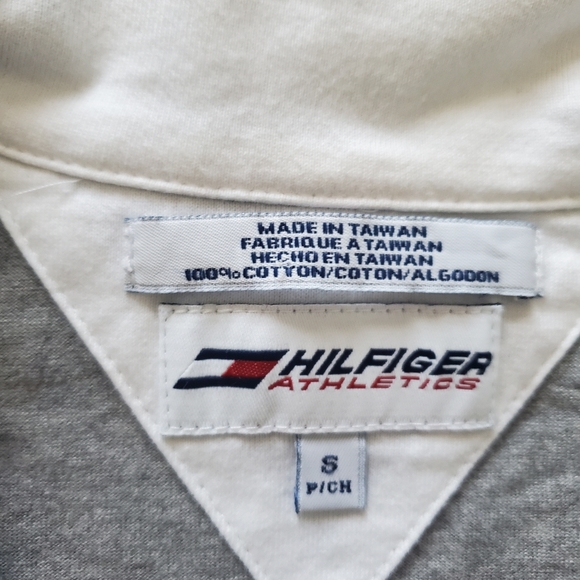 MADE IN TAIWAN
FABRIQUE A TAIWAN
HECHO EN TAIWAN
100% COTTON/COTON/ALGODON
HILFIGER
ATHLETICS
S
P/CH